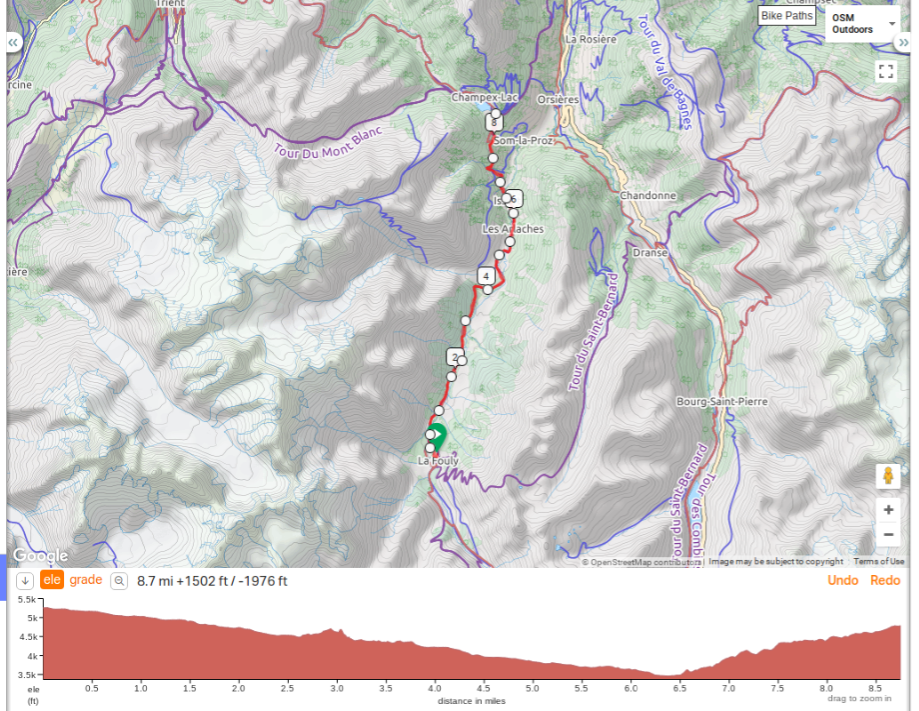 Trient
Champsec
Bike Paths
OSM
Outdoors
«
»
La Rosière
rcine
Tour du Val de Bagnes
Champex-Lac
Orsières
8
Som-la-Proz
Tour Du Mont Blanc
Is
6
Chandonne
Les Arlaches
Dranse
ière
4
Tour du Saint-Bernard
2
Bourg-Saint-Pierre
La Fouly
Tour du Saint-Bernard
Tour des Comb
+
−
Google
© OpenStreetMap contributors
Image may be subject to copyright
Terms of Use
ele
grade
8.7 mi +1502 ft / -1976 ft
Undo
Redo
5.5k
5k
4.5k
4k
3.5k
ele
(ft)
0.5 1.0 1.5 2.0 2.5 3.0 3.5 4.0 4.5 5.0 5.5 6.0 6.5 7.0 7.5 8.0 8.5
distance in miles
drag to zoom in